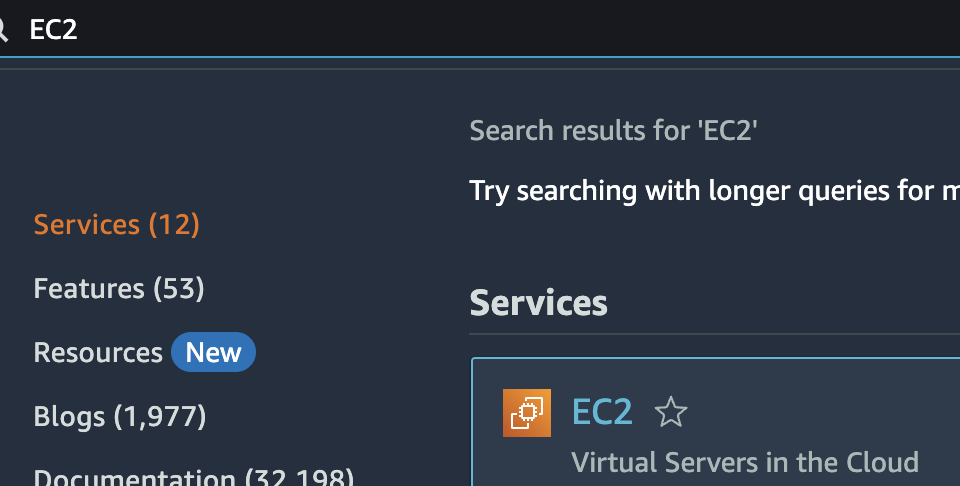 EC2
Search results for 'EC2'
Try searching with longer queries for m
Services (12)
Features (53)
Resources New
Blogs (1,977)
Documentation (32,198)
Services
EC2
Virtual Servers in the Cloud